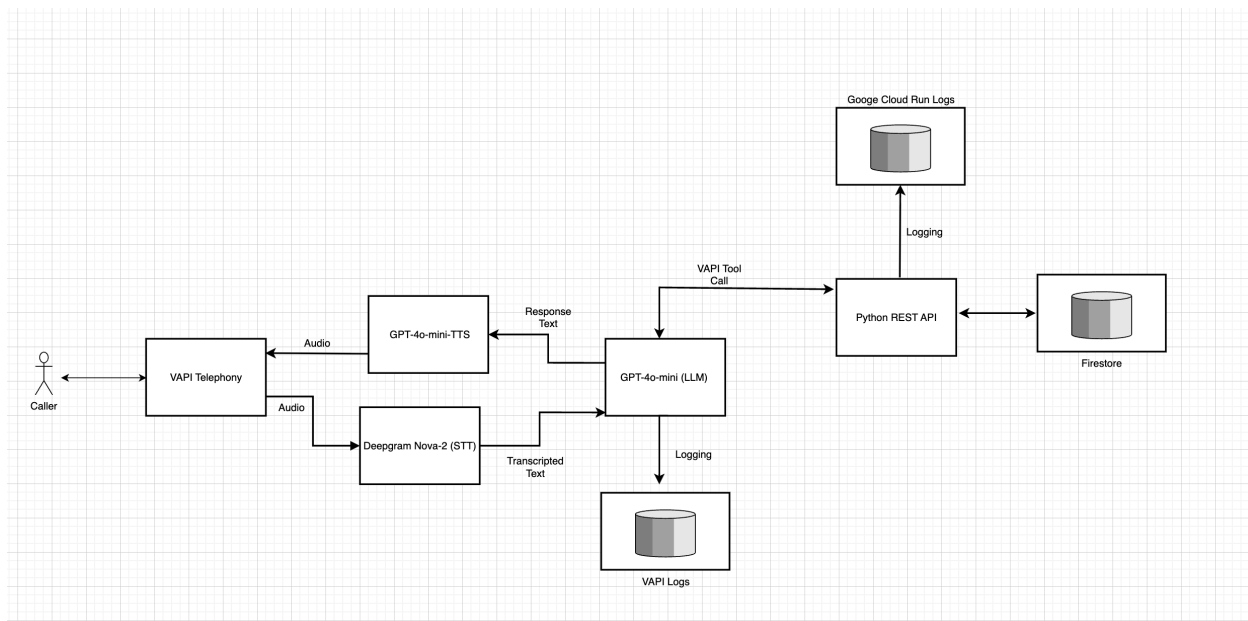 Googe Cloud Run Logs
Logging
VAPI Tool
Call
Python REST API
Firestore
Response
Text
GPT-4o-mini-TTS
Audio
GPT-4o-mini (LLM)
VAPI Telephony
Caller
Audio
Deepgram Nova-2 (STT)
Transcripted
Text
Logging
VAPI Logs